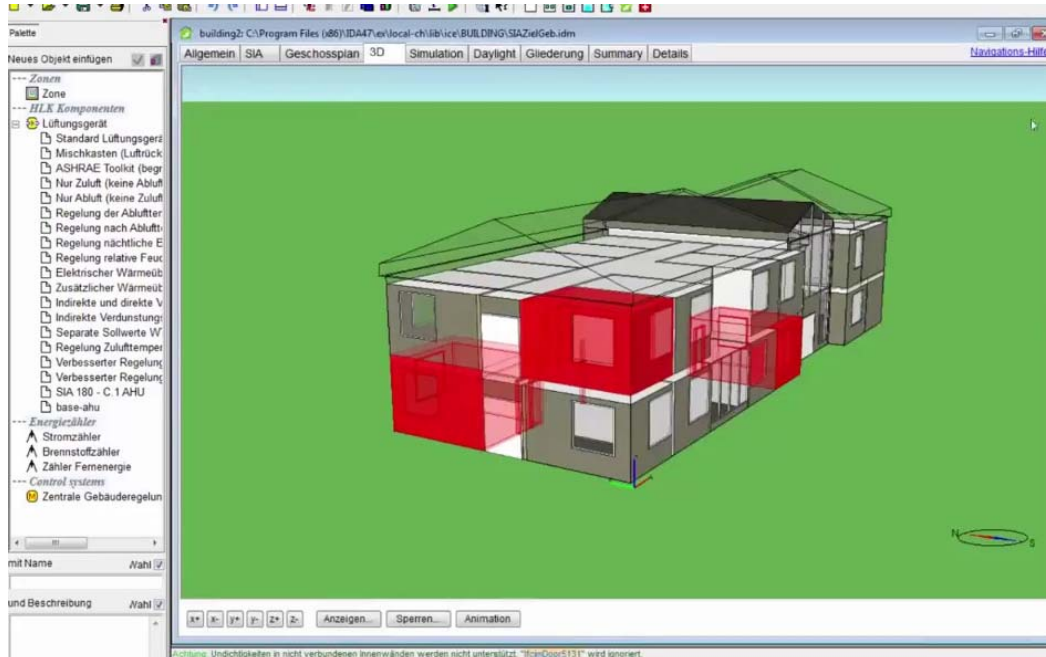 Palette
building2: C:\Program Files (x86)\IDA47\ex\local-ch\lib\ice\BUILDING\SIAZielGeb.idm
Allgemein SIA Geschossplan 3D Simulation Daylight Gliederung Summary Details
Navigations-Hilfe
Neues Objekt einfügen
--- Zonen
Zone
--- HLK Komponenten
Lüftungsgerät
Standard Lüftungsgerä
Mischkasten (Luftrück
ASHRAE Toolkit (begr
Nur Zuluft (keine Abluft
Nur Abluft (keine Zuluft
Regelung der Abluftter
Regelung nach Abluftt
Regelung nächtliche E
Regelung relative Feuc
Elektrischer Wärmeüb
Zusätzlicher Wärmeüt
Indirekte und direkte V
Indirekte Verdunstung
Separate Sollwerte W
Regelung Zulufttemper
Verbesserter Regelung
Verbesserter Regelung
SIA 180 - C.1 AHU
base-ahu
--- Energiezähler
Stromzähler
Brennstoffzähler
Zähler Fernenergie
--- Control systems
Zentrale Gebäuderegelun
mit Name Wahl
und Beschreibung Wahl
N S
x+ x- y+ y- z+ z- Anzeigen... Sperren... Animation
Achtung: Undichtigkeiten in nicht verbundenen Innenwänden werden nicht unterstützt. "IfcimDoor5131" wird ignoriert.